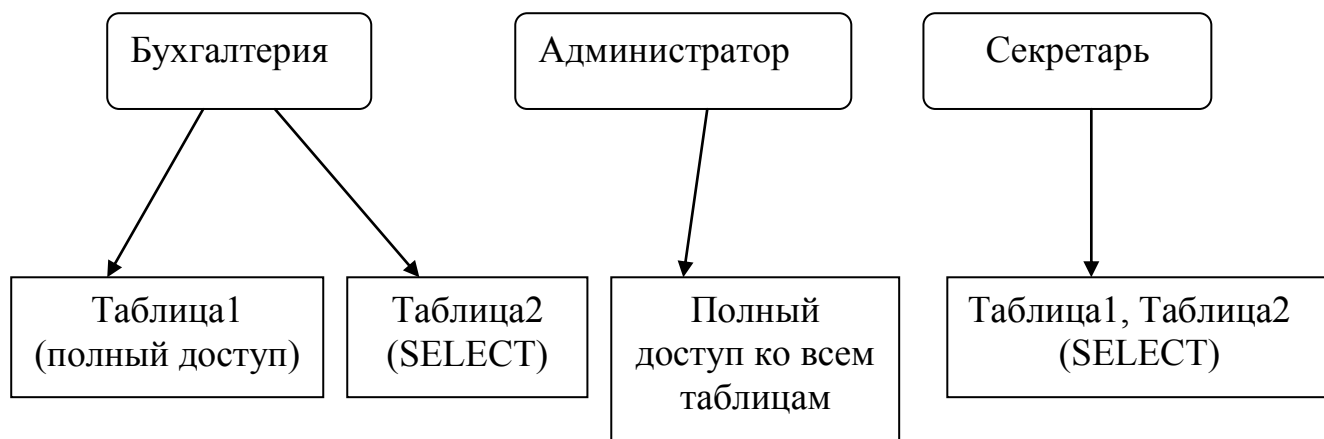 Бухгалтерия
Администратор
Секретарь
Таблица1
(полный доступ)
Таблица2
(SELECT)
Полный
доступ ко всем
таблицам
Таблица1, Таблица2
(SELECT)